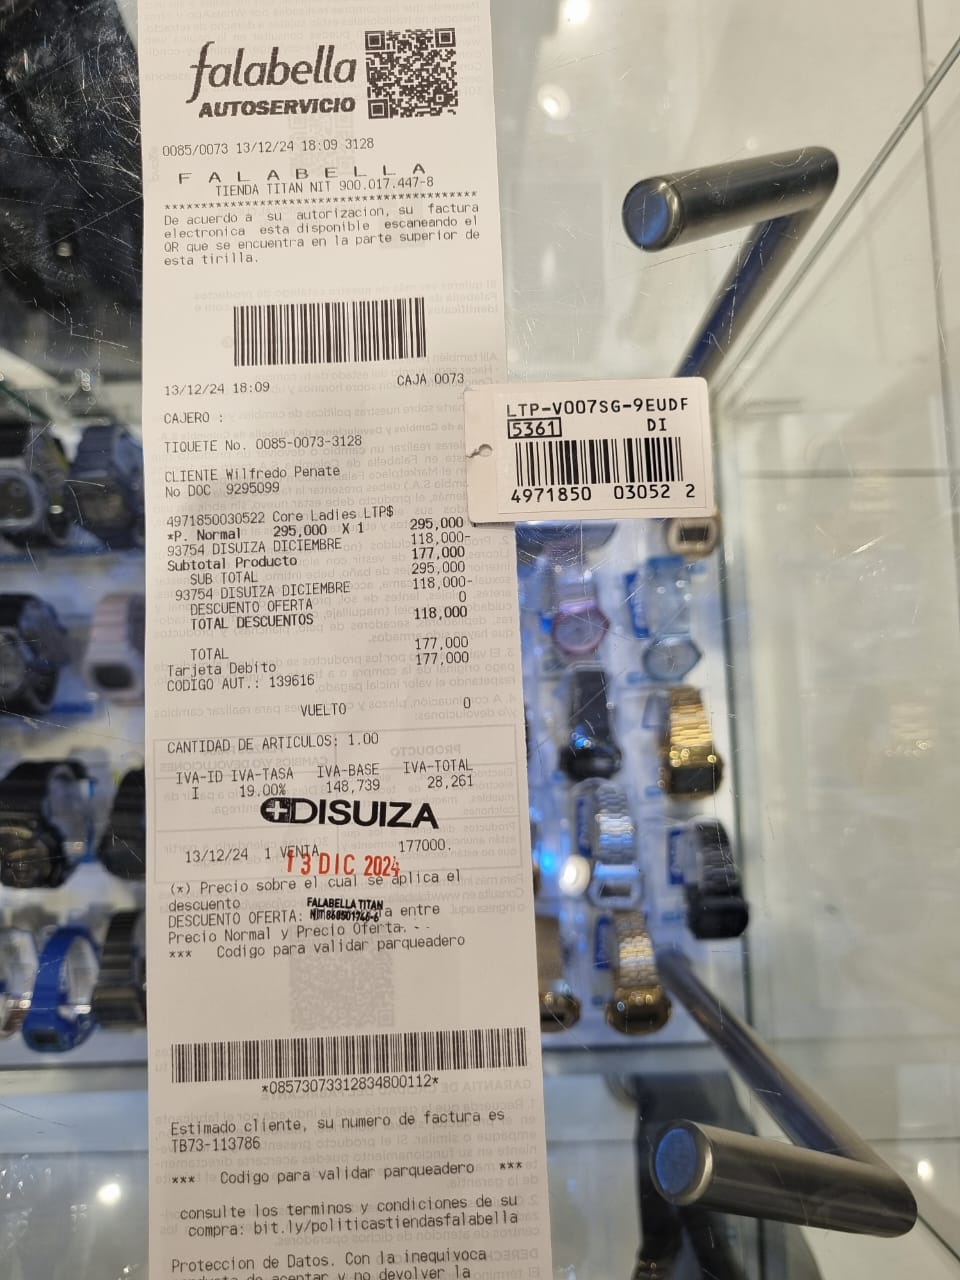 falabella
AUTOSERVICIO
0085/0073 13/12/24 18:09 3128
F A L A B E L L A
TIENDA TITAN NIT 900.017.447-8
****************************************
De acuerdo a su autorizacion, su factura
electronica esta disponible escaneando el
QR que se encuentra en la parte superior de
esta tirilla.
13/12/24 18:09 CAJA 0073
CAJERO :
TIQUETE No. 0085-0073-3128
CLIENTE Wilfredo Penate
No DOC 9295099
4971850030522 Core Ladies LTP$ 295,000
*P. Normal 295,000 X 1 118,000-
93754 DISUIZA DICIEMBRE 177,000
Subtotal Producto 295,000
SUB TOTAL 118,000-
93754 DISUIZA DICIEMBRE 0
DESCUENTO OFERTA 118,000
TOTAL DESCUENTOS
TOTAL 177,000
Tarjeta Debito 177,000
CODIGO AUT.: 139616
VUELTO 0
CANTIDAD DE ARTICULOS: 1.00
IVA-ID IVA-TASA IVA-BASE IVA-TOTAL
I 19.00% 148,739 28,261
DISUIZA
13/12/24 1 VENTA 177000.
13 DIC 2024
(*) Precio sobre el cual se aplica el
descuento
FALABELLA TITAN
DESCUENTO OFERTA: entre
Precio Normal y Precio Oferta.
*** Codigo para validar parqueadero
*08573073312834800112*
Estimado cliente, su numero de factura es
TB73-113786
*** Codigo para validar parqueadero ***
consulte los terminos y condiciones de su
compra: bit.ly/politicastiendasfalabella
Proteccion de Datos. Con la inequivoca
conducta de aceptar y no devolver la
LTP-V007SG-9EUDF
5361 DI
4971850 03052 2